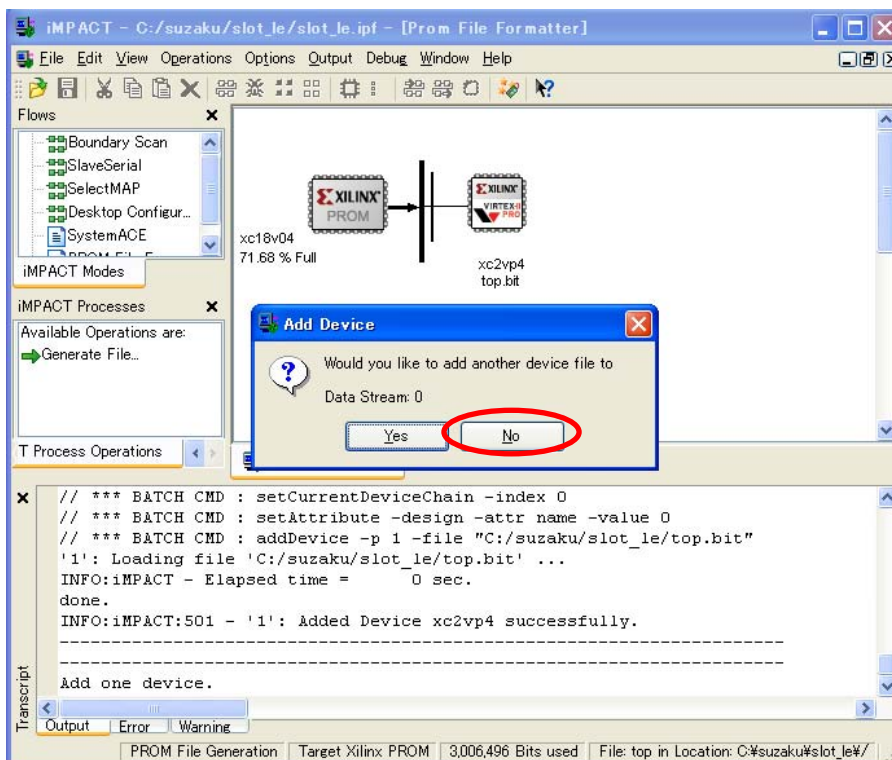 iMPACT - C:/suzaku/slot_le/slot_le.ipf - [Prom File Formatter]
File Edit View Operations Options Output Debug Window Help
Flows
Boundary Scan
SlaveSerial
SelectMAP
Desktop Configur...
SystemACE
iMPACT Modes
XILINX
PROM
XILINX
VIRTEX-II
PRO
xc18v04
71.68 % Full
xc2vp4
top.bit
iMPACT Processes
Available Operations are:
Generate File...
T Process Operations
Add Device
Would you like to add another device file to
Data Stream: 0
Yes No
// *** BATCH CMD : setCurrentDeviceChain -index 0
// *** BATCH CMD : setAttribute -design -attr name -value 0
// *** BATCH CMD : addDevice -p 1 -file "C:/suzaku/slot_le/top.bit"
'1': Loading file 'C:/suzaku/slot_le/top.bit' ...
INFO:iMPACT - Elapsed time =      0 sec.
done.
INFO:iMPACT:501 - '1': Added Device xc2vp4 successfully.
----------------------------------------------------------------------
----------------------------------------------------------------------
Add one device.
Transcript
Output Error Warning
PROM File Generation Target Xilinx PROM 3,006,496 Bits used File: top in Location: C:¥suzaku¥slot_le¥/